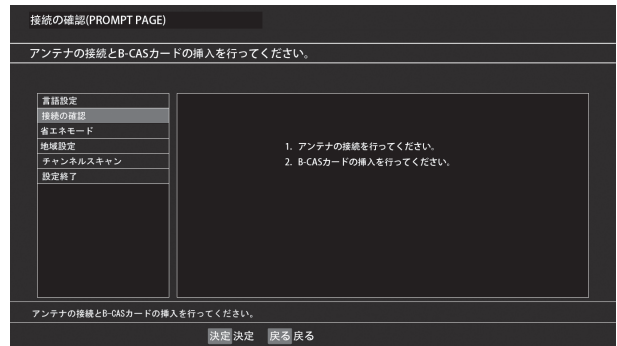 接続の確認(PROMPT PAGE)
アンテナの接続とB-CASカードの挿入を行ってください。
言語設定
接続の確認
省エネモード
地域設定
チャンネルスキャン
設定終了
1. アンテナの接続を行ってください。
2. B-CASカードの挿入を行ってください。
アンテナの接続とB-CASカードの挿入を行ってください。
決定 決定 戻る 戻る